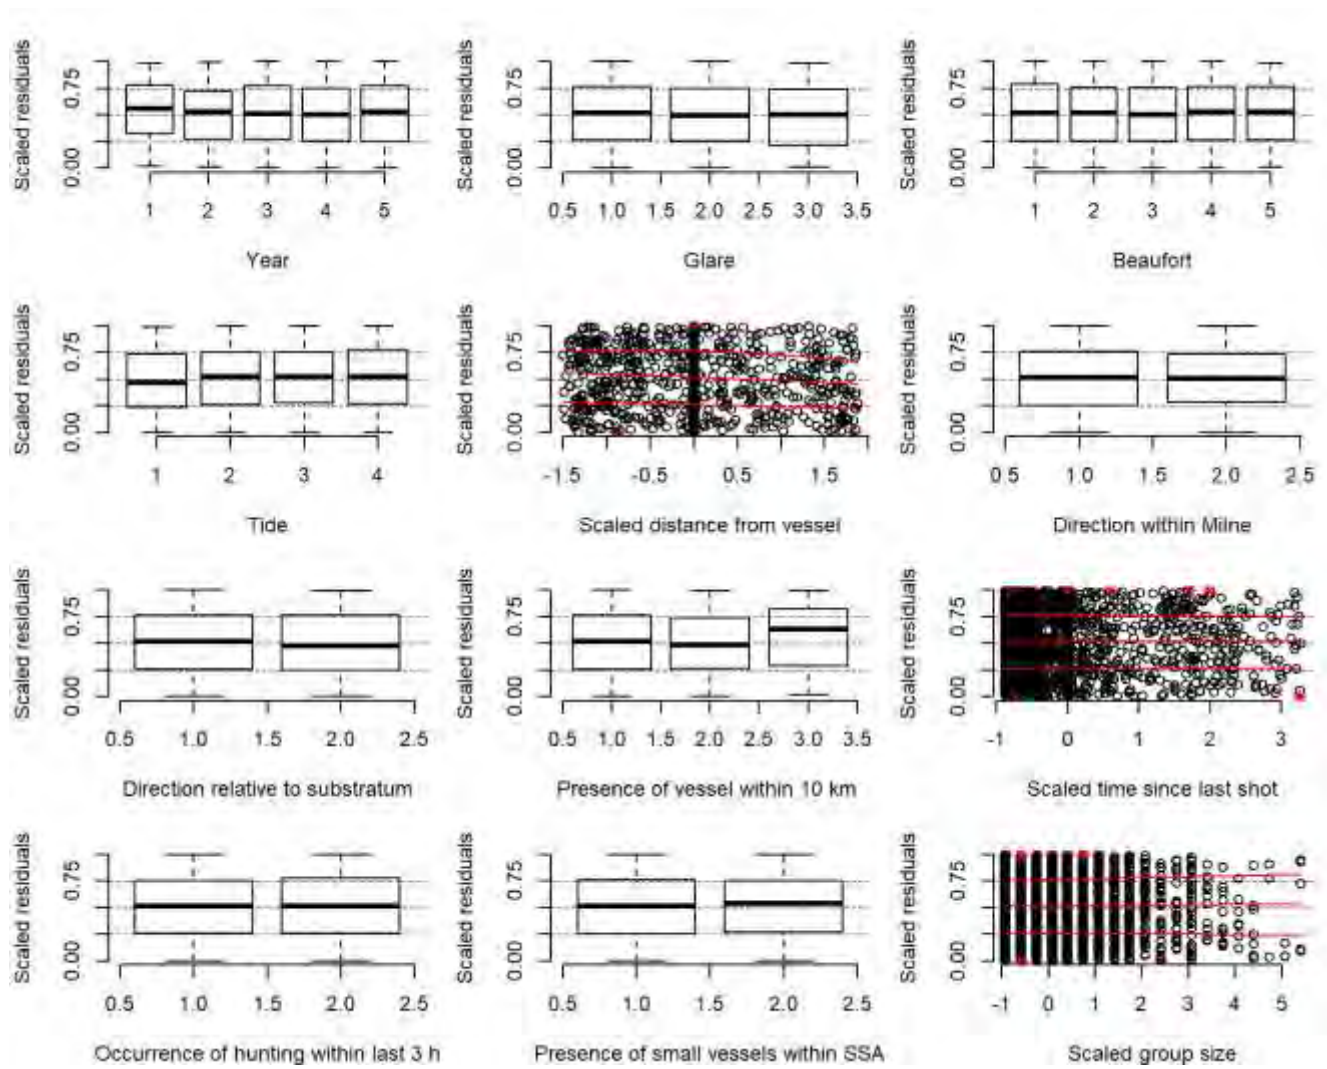 Scaled residuals
0.75
0.00
1 2 3 4 5
Year
Scaled residuals
0.75
0.00
0.5 1.0 1.5 2.0 2.5 3.0 3.5
Glare
Scaled residuals
0.75
0.00
1 2 3 4 5
Beaufort
Scaled residuals
0.75
0.00
1 2 3 4
Tide
Scaled residuals
0.75
0.00
-1.5 -0.5 0.5 1.5
Scaled distance from vessel
Scaled residuals
0.75
0.00
0.5 1.0 1.5 2.0 2.5
Direction within Milne
Scaled residuals
0.75
0.00
0.5 1.0 1.5 2.0 2.5
Direction relative to substratum
Scaled residuals
0.75
0.00
0.5 1.0 1.5 2.0 2.5 3.0 3.5
Presence of vessel within 10 km
Scaled residuals
0.75
0.00
-1 0 1 2 3
Scaled time since last shot
Scaled residuals
0.75
0.00
0.5 1.0 1.5 2.0 2.5
Occurrence of hunting within last 3 h
Scaled residuals
0.75
0.00
0.5 1.0 1.5 2.0 2.5
Presence of small vessels within SSA
Scaled residuals
0.75
0.00
-1 0 1 2 3 4 5
Scaled group size